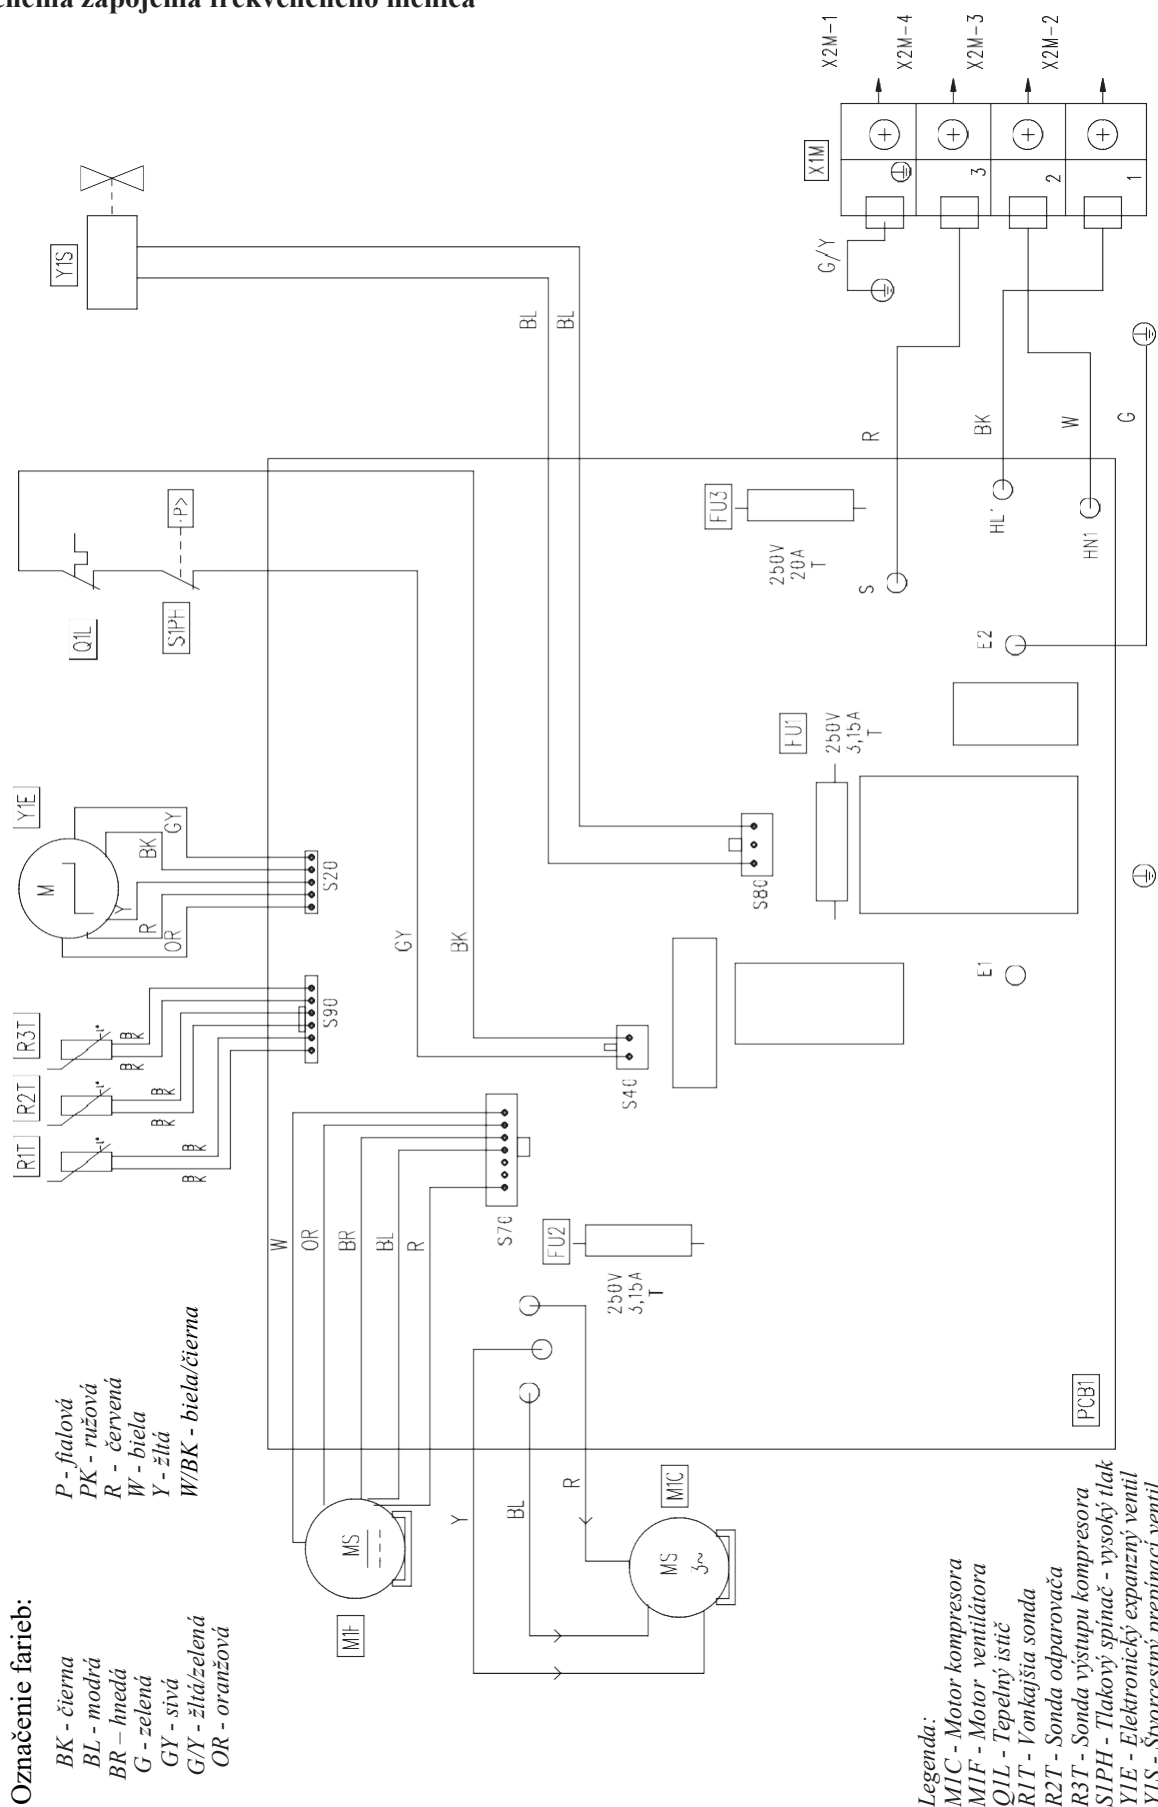 Označenie farieb:
BK - čierna
BL - modrá
BR – hnedá
G - zelená
GY - sivá
G/Y - žltá/zelená
OR - oranžová
P - fialová
PK - ružová
R - červená
W - biela
Y - žltá
W/BK - biela/čierna
R1T
R2T
R3T
Y1E
Q1L
S1PH
P>
Y1S
M
B
K
B
K
B
K
B
K
B
K
B
K
OR
R
Y
BK
GY
S90
S20
M1F
MS
W
OR
BR
BL
R
S70
GY
BK
S40
BL
BL
S80
Y
BL
R
MS
3~
M1C
FU2
250V
3,15A
T
FU1
250V
3,15A
T
FU3
250V
20A
T
E1
E2
S
HL'
HN1
PCB1
R
BK
W
G
G/Y
X1M
3
2
1
X2M-1
X2M-4
X2M-3
X2M-2
Legenda:
M1C - Motor kompresora
M1F - Motor ventilátora
Q1L - Tepelný istič
R1T - Vonkajšia sonda
R2T - Sonda odparovača
R3T - Sonda výstupu kompresora
S1PH - Tlakový spínač - vysoký tlak
Y1E - Elektronický expanzný ventil
Y1S - Štvorcestný prepínací ventil